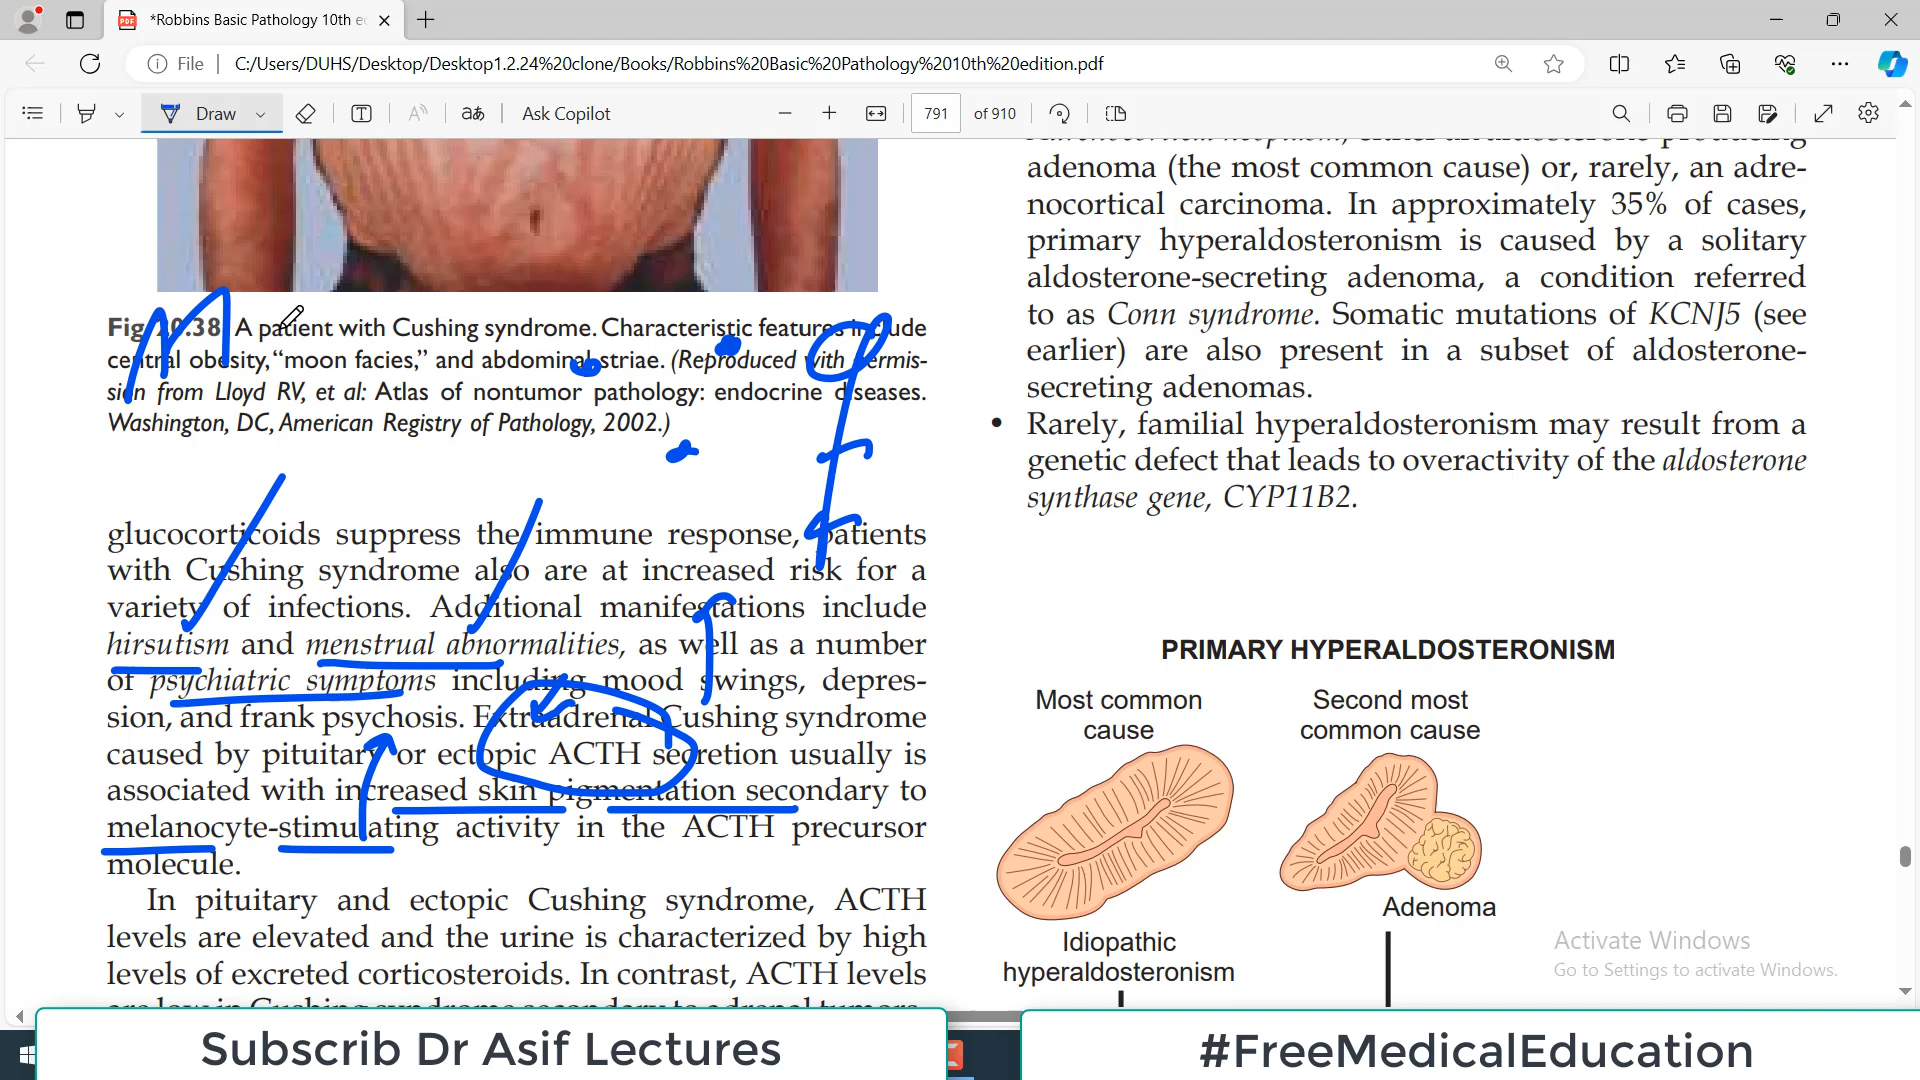 *Robbins Basic Pathology 10th e
File
C:/Users/DUHS/Desktop/Desktop1.2.24%20clone/Books/Robbins%20Basic%20Pathology%2010th%20edition.pdf
Draw
Ask Copilot
791 of 910
Fig. 20.38 A patient with Cushing syndrome. Characteristic features include
central obesity, “moon facies,” and abdominal striae. (Reproduced with permis-
sion from Lloyd RV, et al: Atlas of nontumor pathology: endocrine diseases.
Washington, DC, American Registry of Pathology, 2002.)
glucocorticoids suppress the immune response, patients
with Cushing syndrome also are at increased risk for a
variety of infections. Additional manifestations include
hirsutism and menstrual abnormalities, as well as a number
of psychiatric symptoms including mood swings, depres-
sion, and frank psychosis. Extraadrenal Cushing syndrome
caused by pituitary or ectopic ACTH secretion usually is
associated with increased skin pigmentation secondary to
melanocyte-stimulating activity in the ACTH precursor
molecule.
In pituitary and ectopic Cushing syndrome, ACTH
levels are elevated and the urine is characterized by high
levels of excreted corticosteroids. In contrast, ACTH levels
are low in Cushing syndrome secondary to adrenal tumors
adenoma (the most common cause) or, rarely, an adre-
nocortical carcinoma. In approximately 35% of cases,
primary hyperaldosteronism is caused by a solitary
aldosterone-secreting adenoma, a condition referred
to as Conn syndrome. Somatic mutations of KCNJ5 (see
earlier) are also present in a subset of aldosterone-
secreting adenomas.
• Rarely, familial hyperaldosteronism may result from a
genetic defect that leads to overactivity of the aldosterone
synthase gene, CYP11B2.
PRIMARY HYPERALDOSTERONISM
Most common
cause
Second most
common cause
Adenoma
Idiopathic
hyperaldosteronism
Activate Windows
Go to Settings to activate Windows.
Subscrib Dr Asif Lectures
#FreeMedicalEducation